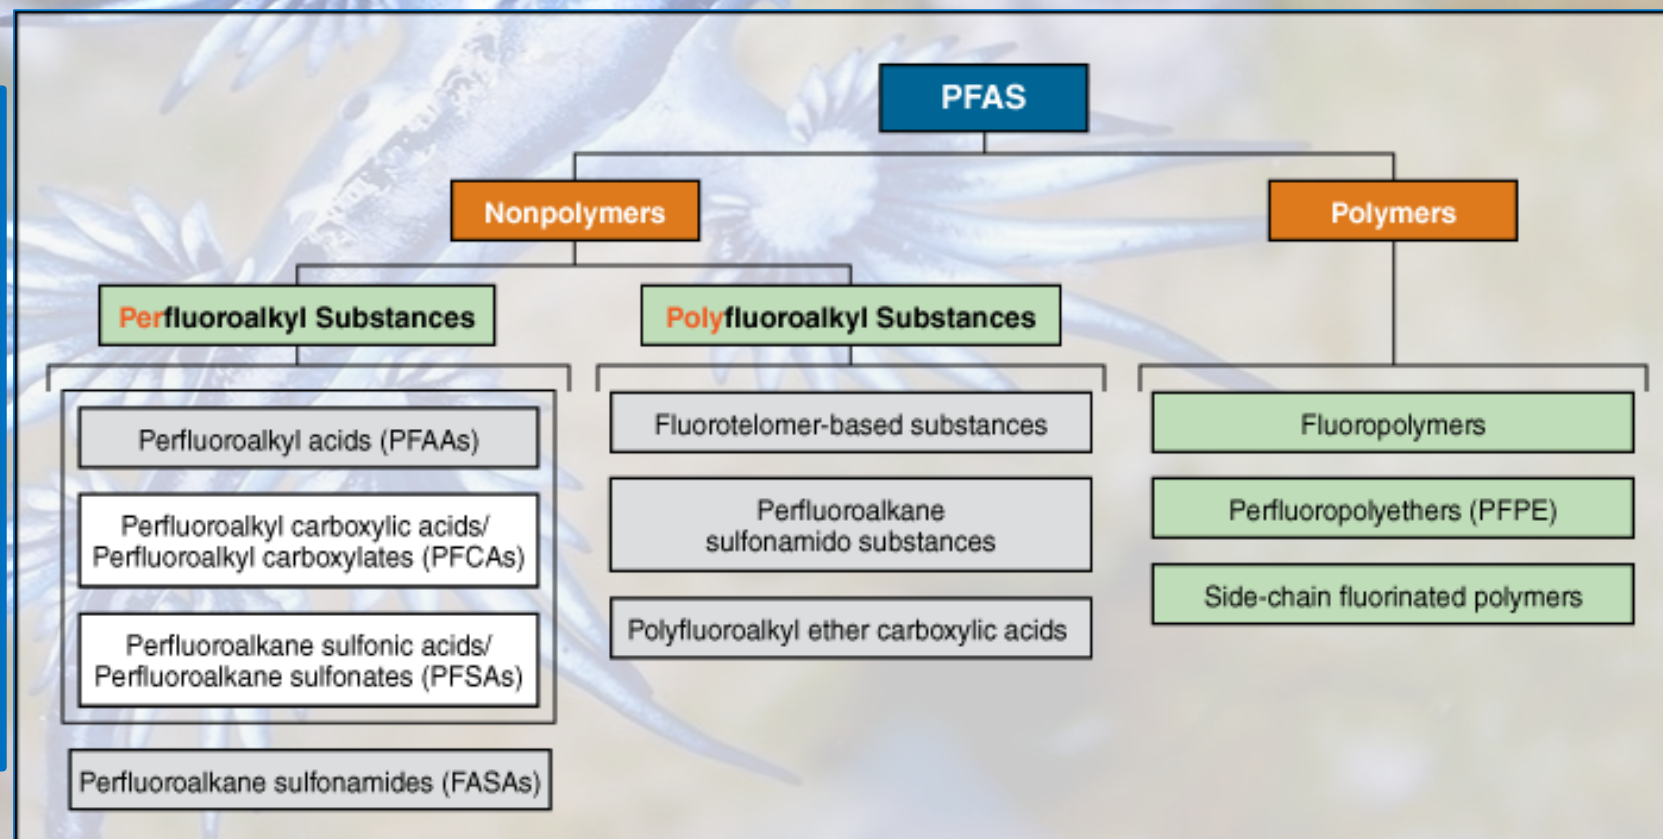 PFAS
Nonpolymers
Polymers
Perfluoroalkyl Substances
Polyfluoroalkyl Substances
Perfluoroalkyl acids (PFAAs)
Perfluoroalkyl carboxylic acids/
Perfluoroalkyl carboxylates (PFCAs)
Perfluoroalkane sulfonic acids/
Perfluoroalkane sulfonates (PFSAs)
Perfluoroalkane sulfonamides (FASAs)
Fluorotelomer-based substances
Perfluoroalkane
sulfonamido substances
Polyfluoroalkyl ether carboxylic acids
Fluoropolymers
Perfluoropolyethers (PFPE)
Side-chain fluorinated polymers